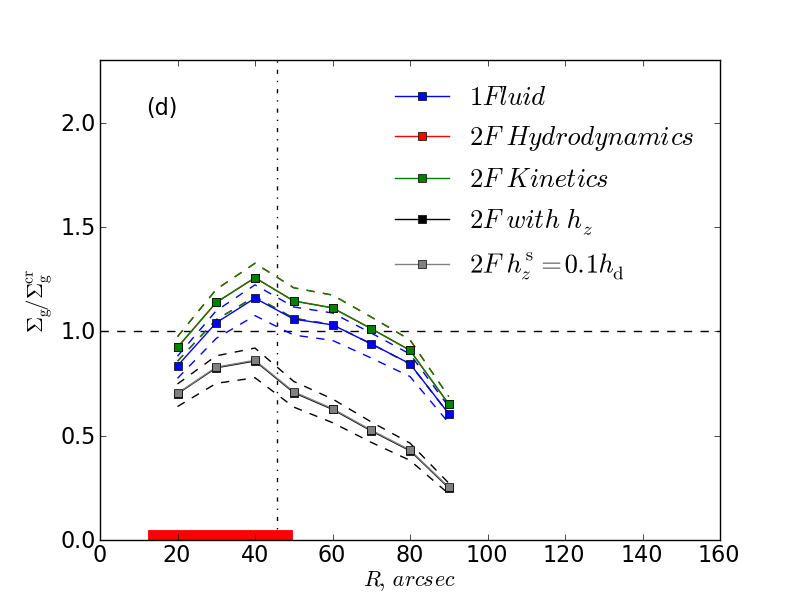 (d)
1Fluid
2F Hydrodynamics
2F Kinetics
2F with h_z
2F h_z^s = 0.1h_d
Σ_g/Σ_g^cr
2.0
1.5
1.0
0.5
0.0
0 20 40 60 80 100 120 140 160
R, arcsec